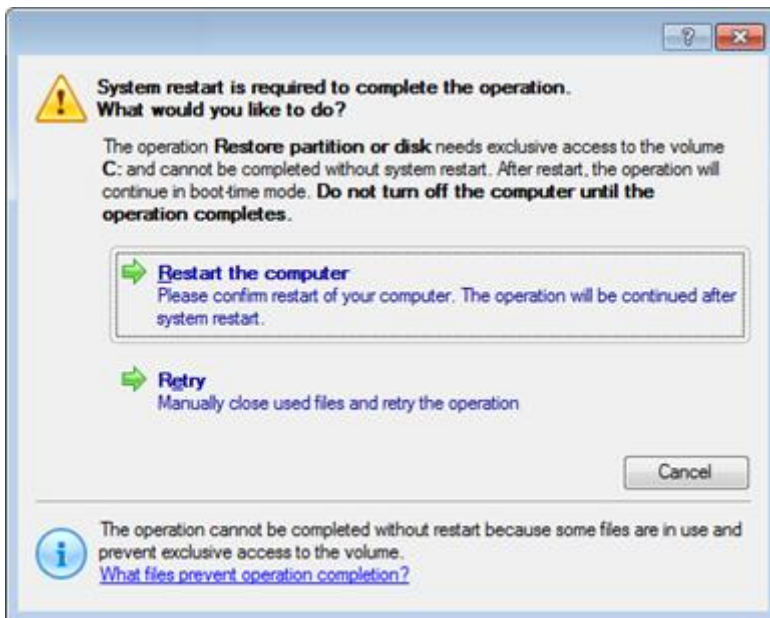 System restart is required to complete the operation.
What would you like to do?
The operation Restore partition or disk needs exclusive access to the volume
C: and cannot be completed without system restart. After restart, the operation will
continue in boot-time mode. Do not turn off the computer until the
operation completes.
Restart the computer
Please confirm restart of your computer. The operation will be continued after
system restart.
Retry
Manually close used files and retry the operation
Cancel
The operation cannot be completed without restart because some files are in use and
prevent exclusive access to the volume.
What files prevent operation completion?